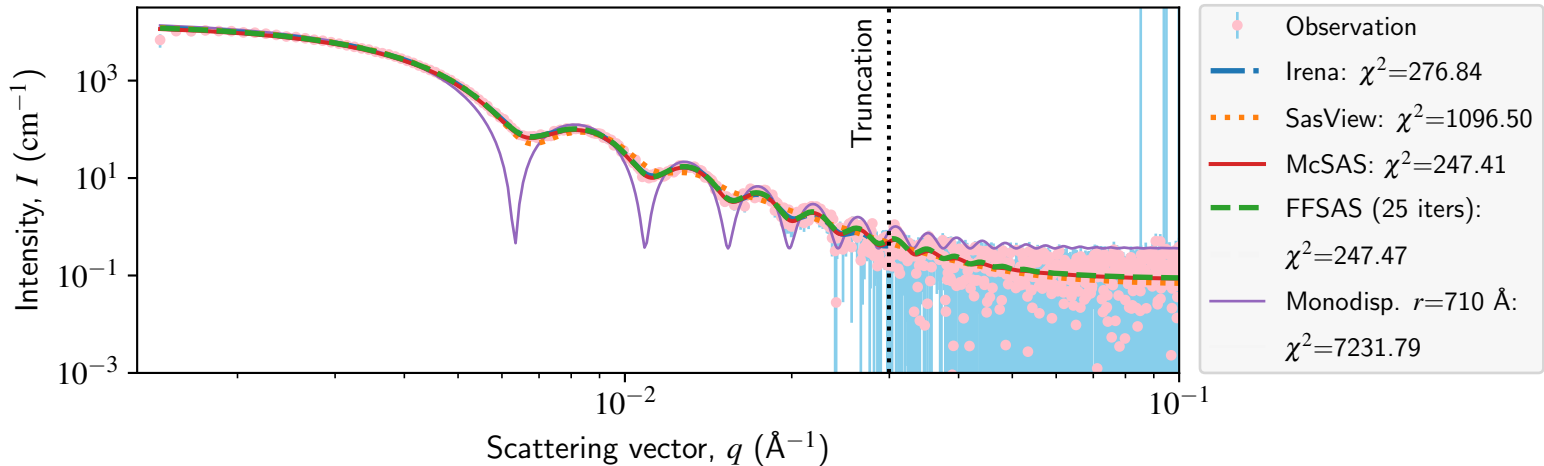 10³
10¹
10⁻¹
10⁻³
Intensity, I (cm⁻¹)
Truncation
10⁻²
10⁻¹
Scattering vector, q (Å⁻¹)
Observation
Irena: χ²=276.84
SasView: χ²=1096.50
McSAS: χ²=247.41
FFSAS (25 iters):
χ²=247.47
Monodisp. r=710 Å:
χ²=7231.79